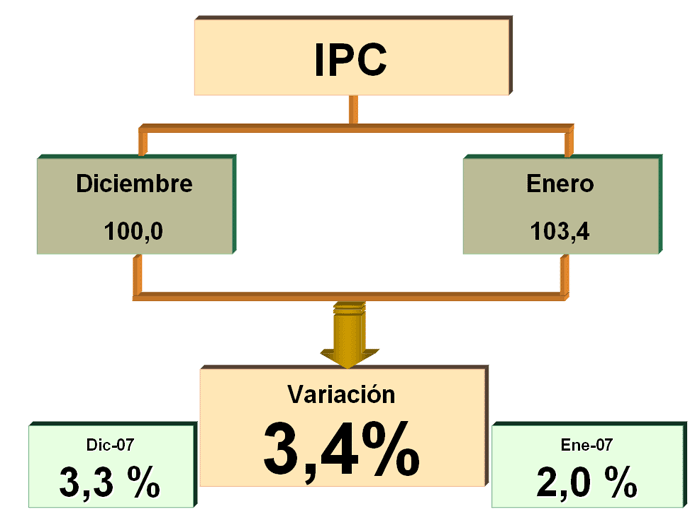 IPC
Diciembre
100,0
Enero
103,4
Variación
3,4%
Dic-07
3,3 %
Ene-07
2,0 %